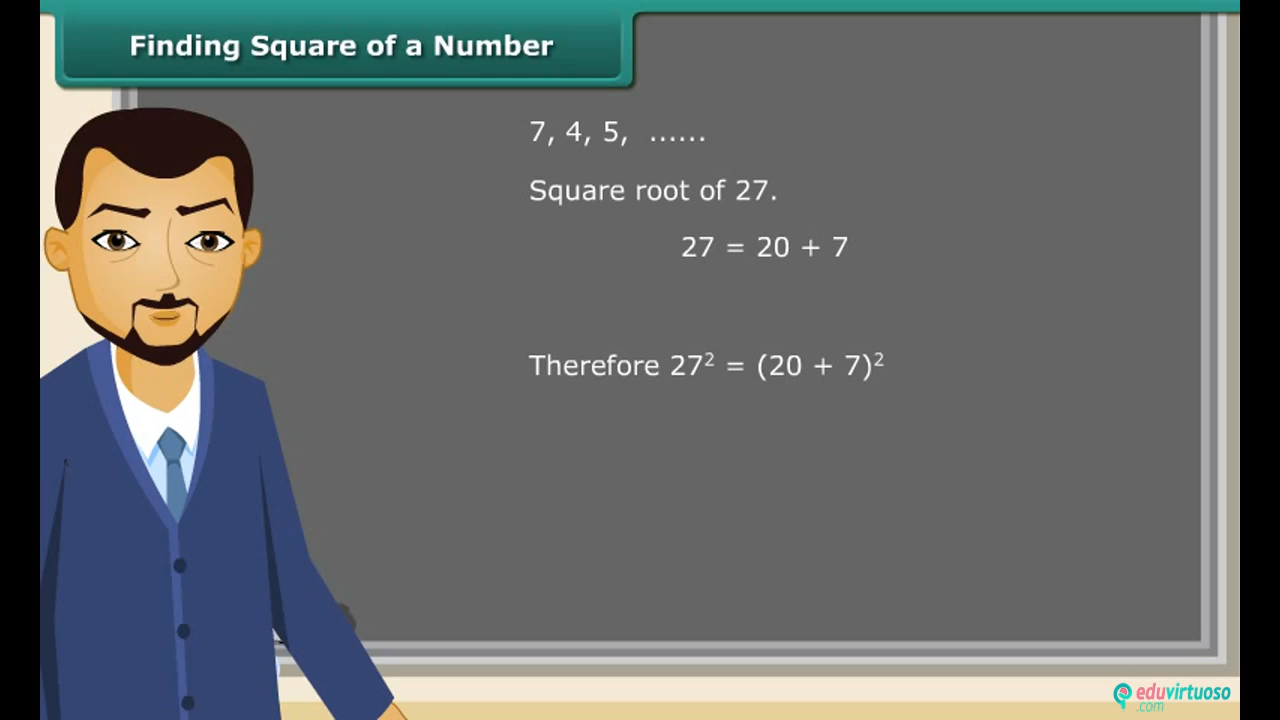 Finding Square of a Number
7, 4, 5, ......
Square root of 27.
27 = 20 + 7
Therefore 27² = (20 + 7)²
eduvirtuoso
.com